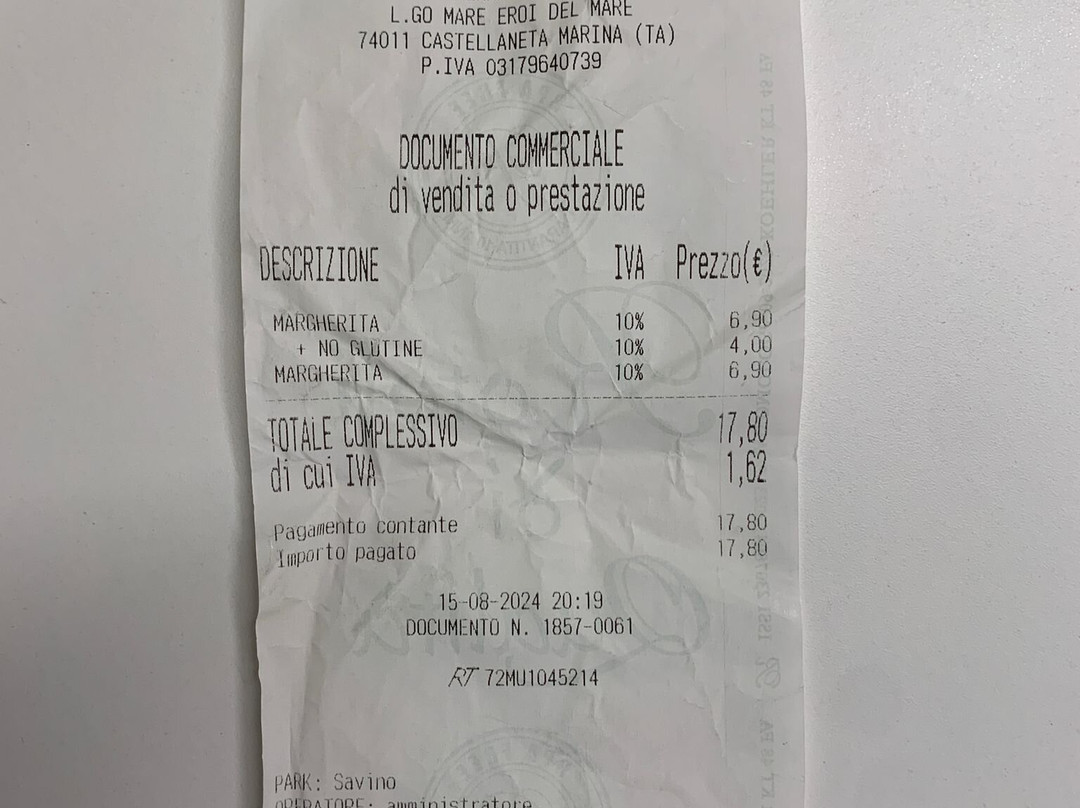 L.GO MARE EROI DEL MARE
74011 CASTELLANETA MARINA (TA)
P.IVA 03179640739
DOCUMENTO COMMERCIALE
di vendita o prestazione
DESCRIZIONE IVA Prezzo(€)
MARGHERITA 10% 6,90
+ NO GLUTINE 10% 4,00
MARGHERITA 10% 6,90
TOTALE COMPLESSIVO 17,80
di cui IVA 1,62
Pagamento contante 17,80
Importo pagato 17,80
15-08-2024 20:19
DOCUMENTO N. 1857-0061
RT 72MU1045214
PARK: Savino
OPERATORE: amministratore